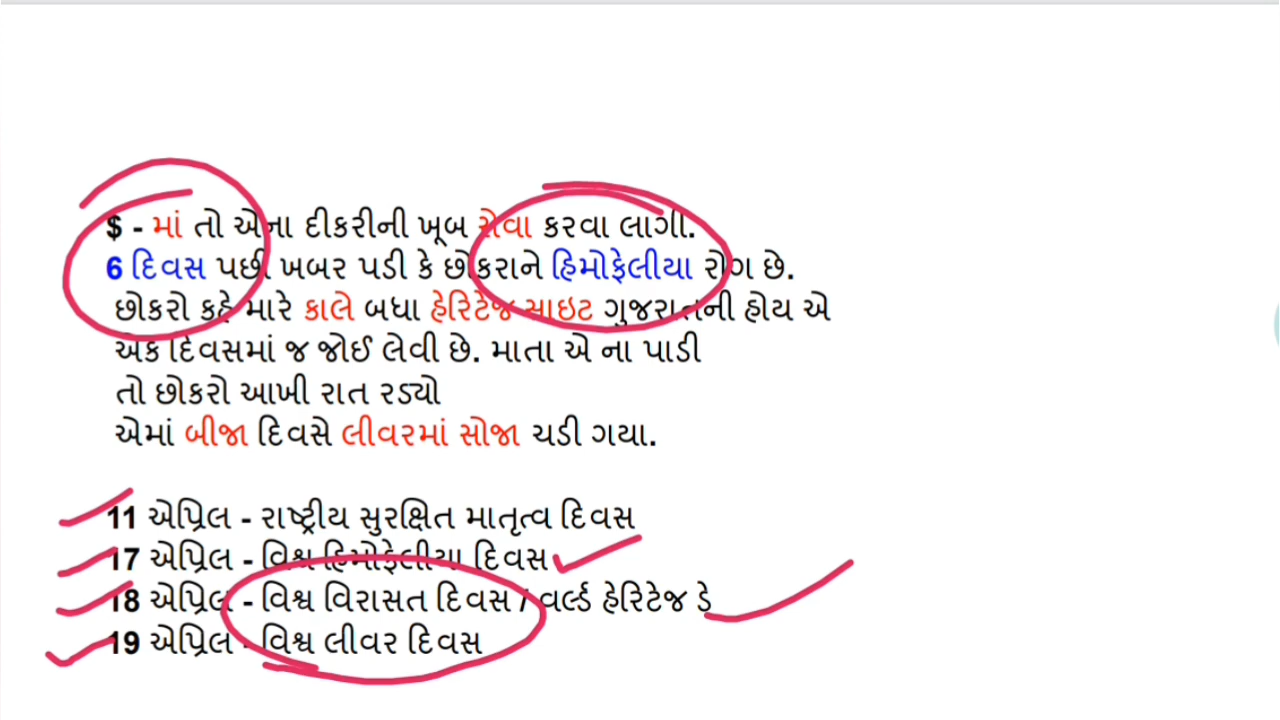 $ - માં તો એના દીકરીની ખૂબ સેવા કરવા લાગી.
6 દિવસ પછી ખબર પડી કે છોકરાને હિમોફેલીયા રોગ છે.
છોકરો કહે મારે કાલે બધા હેરિટેજ સાઇટ ગુજરાતની હોય એ
એક દિવસમાં જ જોઈ લેવી છે. માતા એ ના પાડી
તો છોકરો આખી રાત રડ્યો
એમાં બીજા દિવસે લીવરમાં સોજા ચડી ગયા.
11 એપ્રિલ - રાષ્ટ્રીય સુરક્ષિત માતૃત્વ દિવસ
17 એપ્રિલ - વિશ્વ હિમોફેલીયા દિવસ
18 એપ્રિલ - વિશ્વ વિરાસત દિવસ / વર્લ્ડ હેરિટેજ ડે
19 એપ્રિલ - વિશ્વ લીવર દિવસ